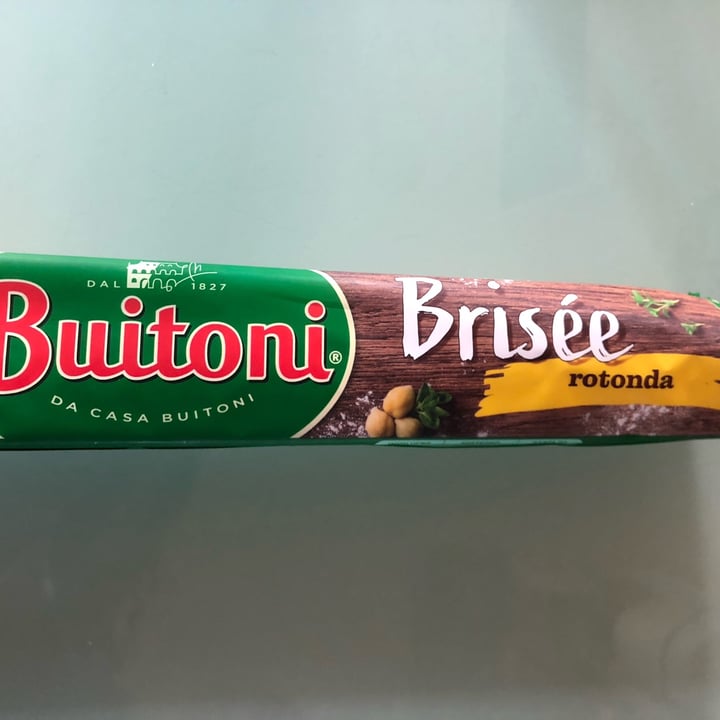 DAL 1827
Buitoni®
DA CASA BUITONI
Brisée
rotonda